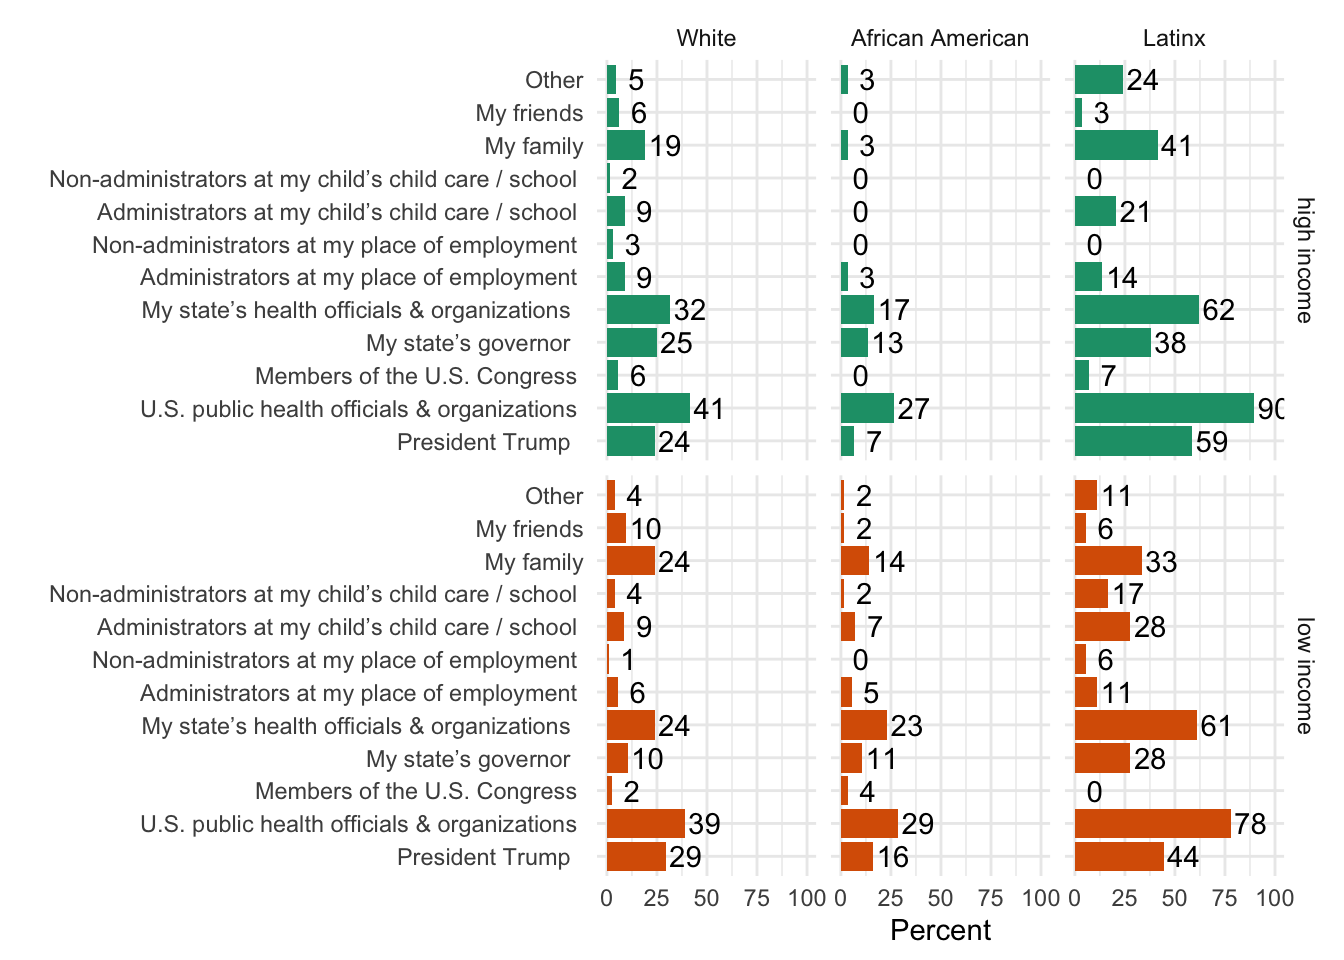 White African American Latinx
Other 5 3 24
My friends 6 0 3
My family 19 3 41
Non-administrators at my child’s child care / school 2 0 0
Administrators at my child’s child care / school 9 0 21
Non-administrators at my place of employment 3 0 0
Administrators at my place of employment 9 3 14
My state’s health officials & organizations 32 17 62
My state’s governor 25 13 38
Members of the U.S. Congress 6 0 7
U.S. public health officials & organizations 41 27 90
President Trump 24 7 59
high income
Other 4 2 11
My friends 10 2 6
My family 24 14 33
Non-administrators at my child’s child care / school 4 2 17
Administrators at my child’s child care / school 9 7 28
Non-administrators at my place of employment 1 0 6
Administrators at my place of employment 6 5 11
My state’s health officials & organizations 24 23 61
My state’s governor 10 11 28
Members of the U.S. Congress 2 4 0
U.S. public health officials & organizations 39 29 78
President Trump 29 16 44
low income
0 25 50 75 100 0 25 50 75 100 0 25 50 75 100
Percent